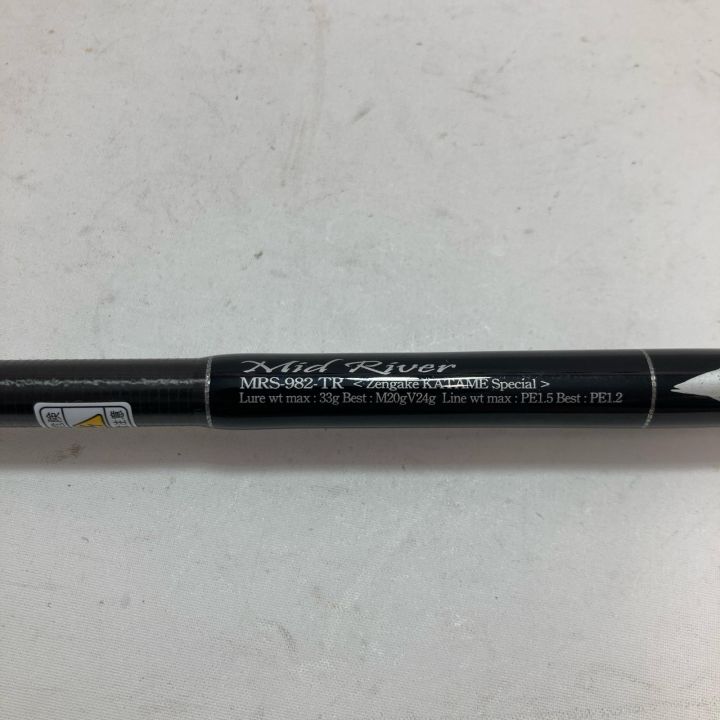 Mid River
MRS-982-TR < Zengake KATAME Special >
Lure wt max : 33g Best : M20gV24g Line wt max : PE1.5 Best : PE1.2